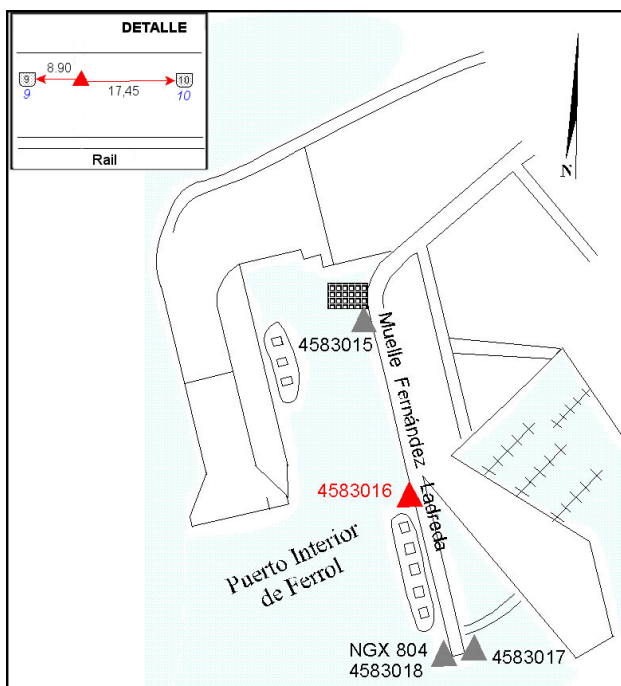 DETALLE
8.90
9
10
9
17,45
10
Rail
N
4583015
Muelle Fernández Ladreda
4583016
Puerto Interior
de Ferrol
NGX 804
4583018
4583017